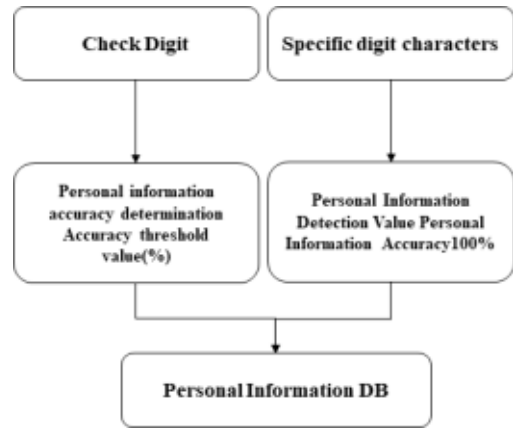 Check Digit
Specific digit characters
Personal information
accuracy determination
Accuracy threshold
value(%)
Personal Information
Detection Value Personal
Information Accuracy100%
Personal Information DB